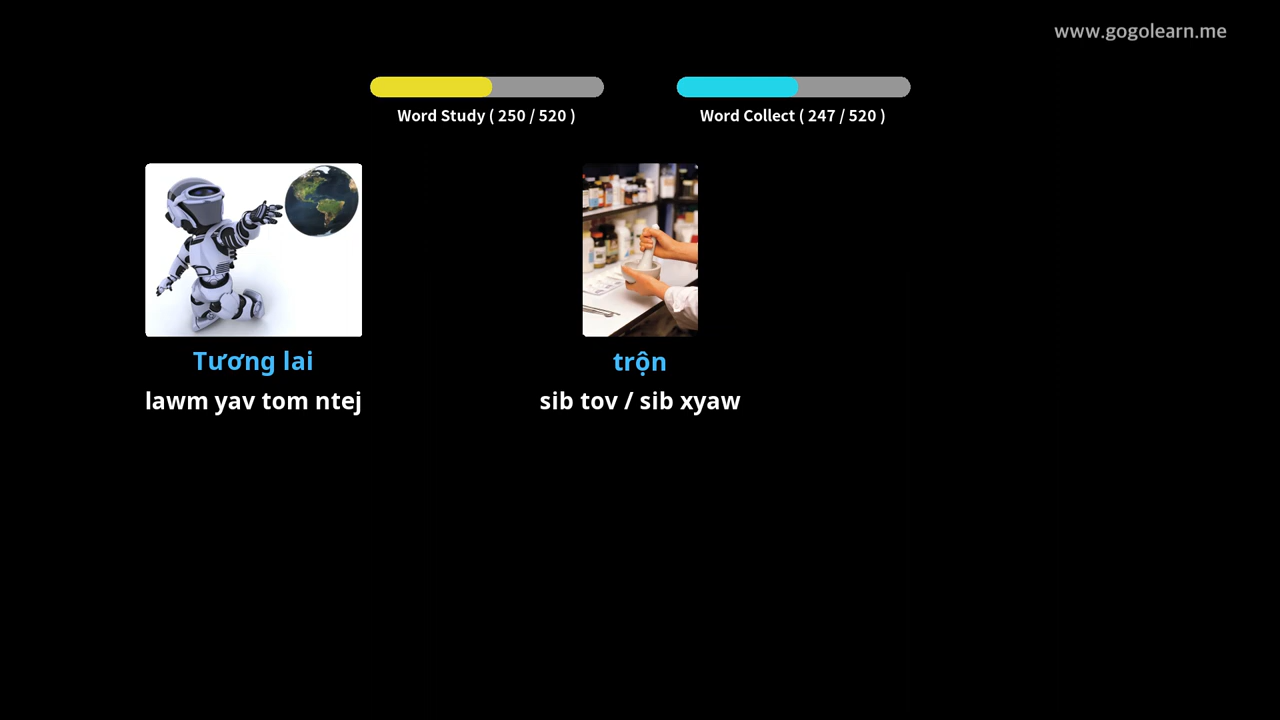 www.gogolearn.me
Word Study ( 250 / 520 )
Word Collect ( 247 / 520 )
Tương lai
lawm yav tom ntej
trộn
sib tov / sib xyaw